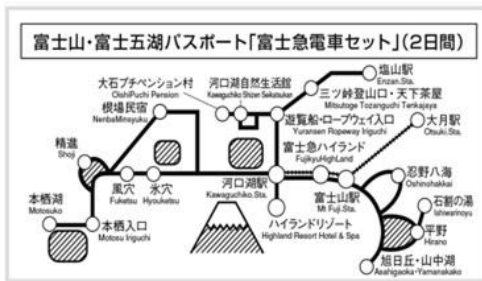 富士山・富士五湖パスポート「富士急電車セット」(2日間)
塩山駅
Enzan.Sta.
大石プチペンション村
OishiPuchi Pension
河口湖自然生活館
Kawaguchiko Shizen Seikatsukan
三ツ峠登山口・天下茶屋
Mitsutoge Tozanguchi Tenkajaya
根場民宿
NenbaMinsyuku
遊覧船・ロープウェイ入口
Yuransen Ropeway Iriguchi
大月駅
Otsuki.Sta.
精進
Shoji
富士急ハイランド
FujikyuHighLand
忍野八海
Oshinohakkai
風穴
Fuketsu
氷穴
Hyouketsu
河口湖駅
Kawaguchiko.Sta.
富士山駅
Mt Fuji.Sta.
石割の湯
Ishiwarinoyu
本栖湖
Motosuko
本栖入口
Motosu Iriguchi
ハイランドリゾート
Highland Resort Hotel & Spa
平野
Hirano
旭日丘・山中湖
Asahigaoka・Yamanakako